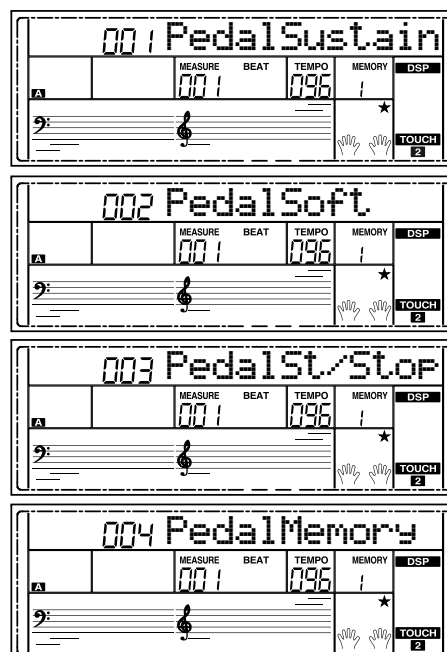 001 PedalSustain
MEASURE BEAT TEMPO MEMORY DSP
001 096 1
A
TOUCH
2
002 PedalSoft
MEASURE BEAT TEMPO MEMORY DSP
001 096 1
A
TOUCH
2
003 PedalSt/Stop
MEASURE BEAT TEMPO MEMORY DSP
001 096 1
A
TOUCH
2
004 PedalMemory
MEASURE BEAT TEMPO MEMORY DSP
001 096 1
A
TOUCH
2